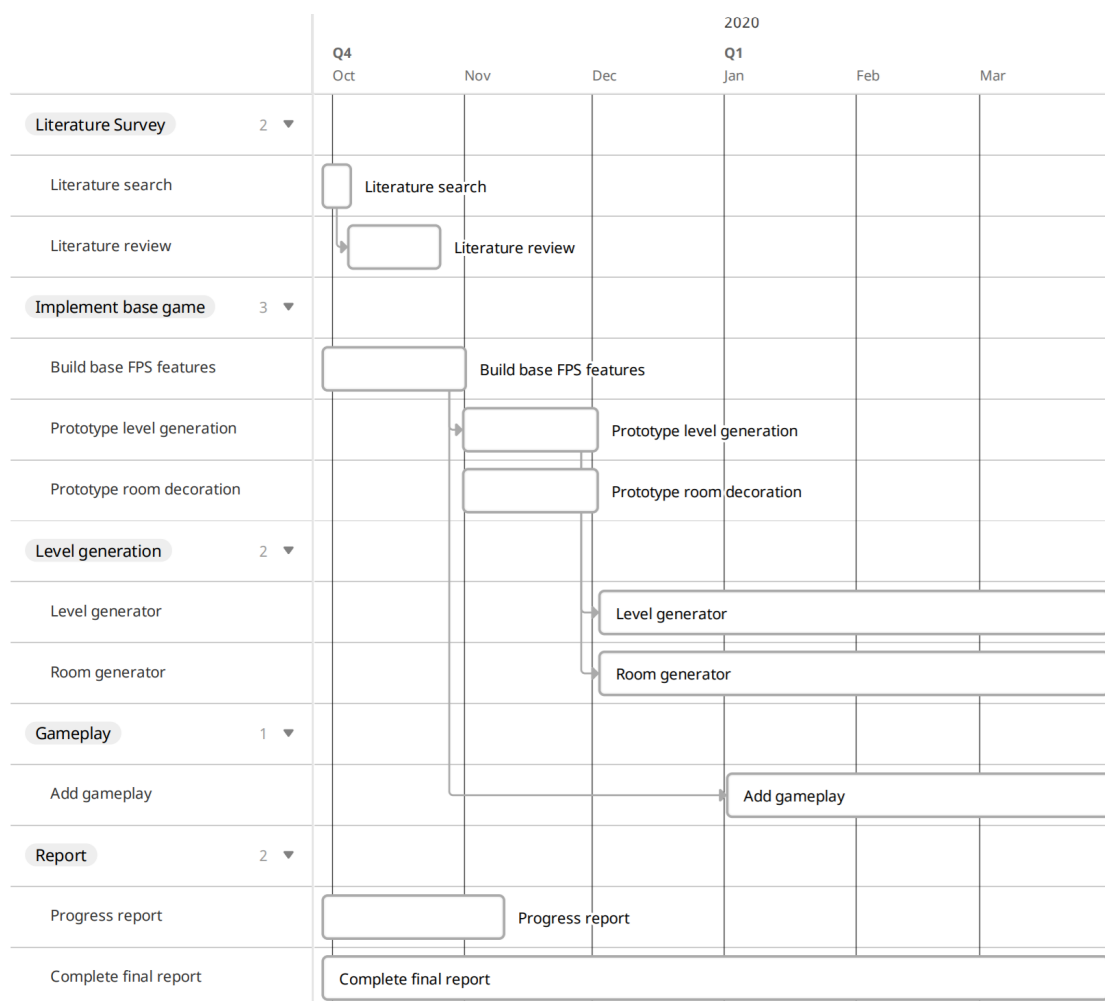 2020
Q4 Q1
Oct Nov Dec Jan Feb Mar
Literature Survey 2
Literature search Literature search
Literature review Literature review
Implement base game 3
Build base FPS features Build base FPS features
Prototype level generation Prototype level generation
Prototype room decoration Prototype room decoration
Level generation 2
Level generator Level generator
Room generator Room generator
Gameplay 1
Add gameplay Add gameplay
Report 2
Progress report Progress report
Complete final report Complete final report